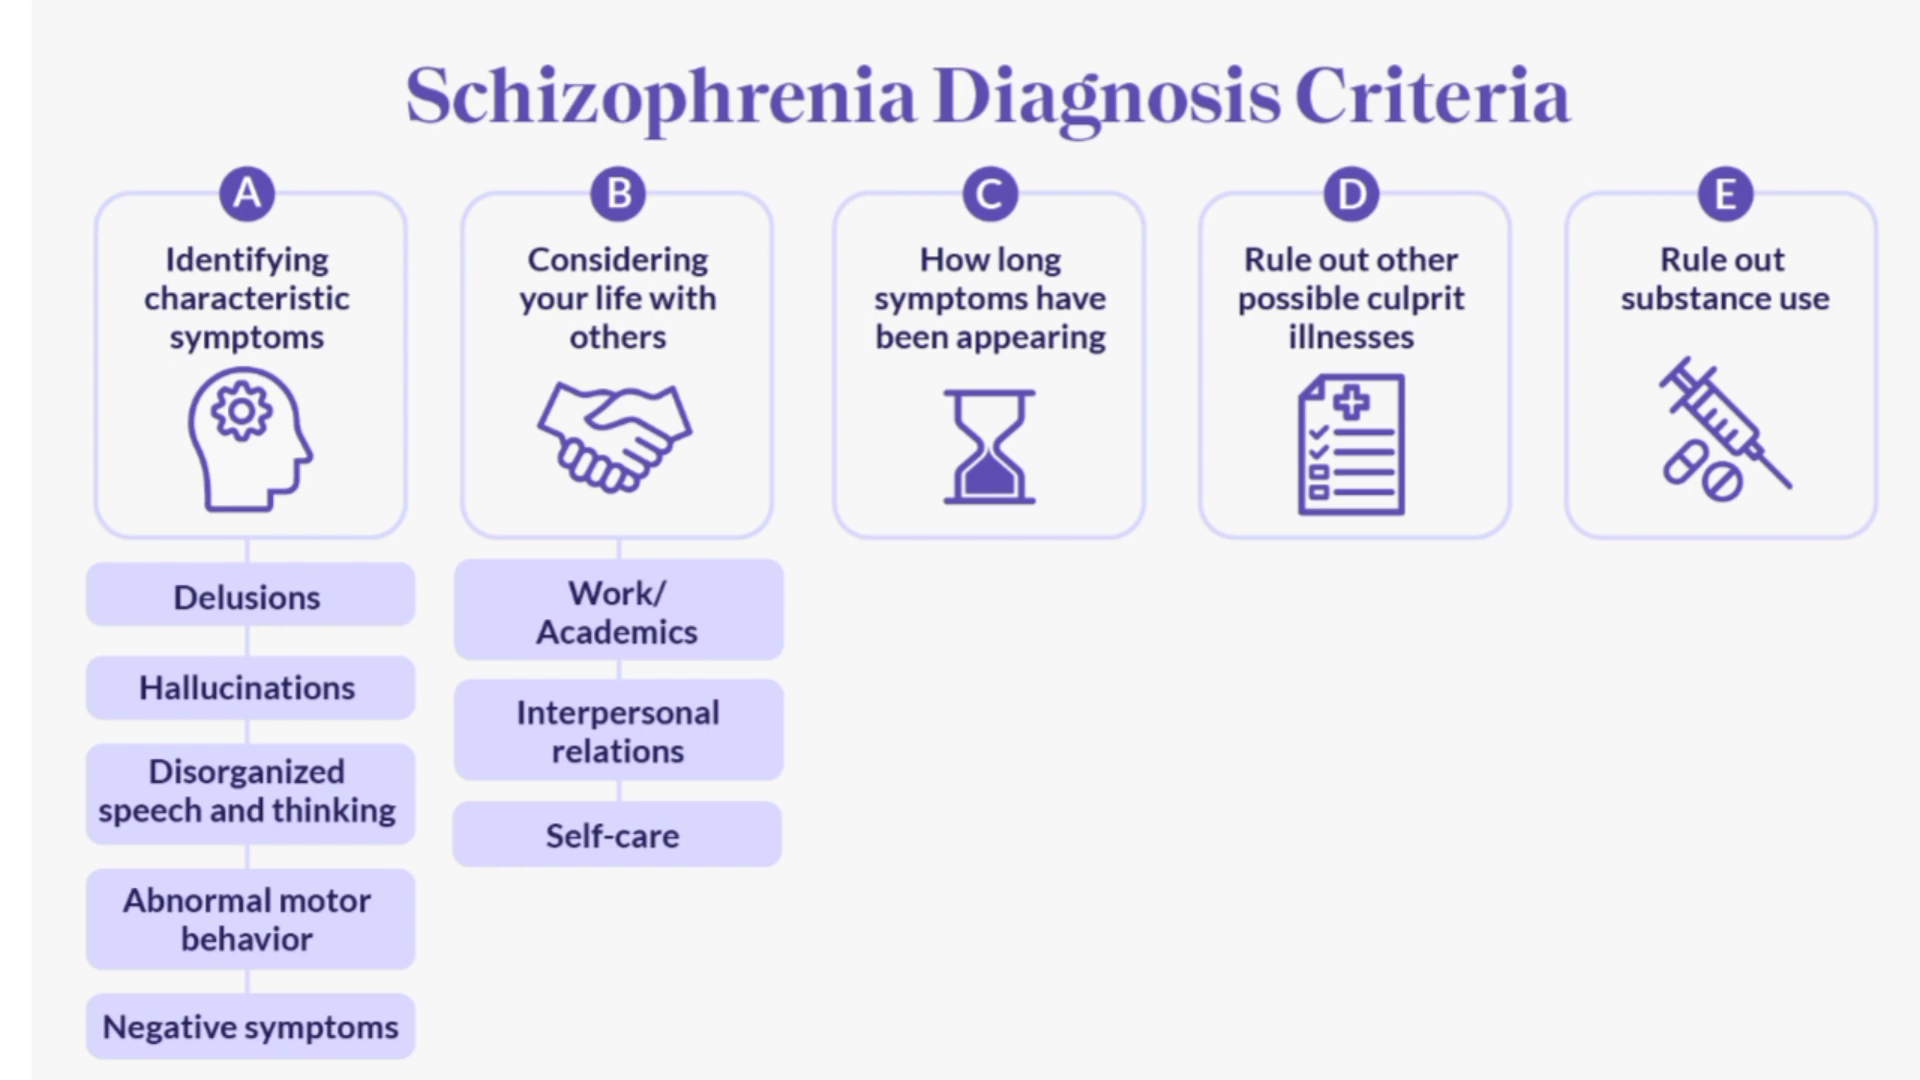 Schizophrenia Diagnosis Criteria
A
Identifying
characteristic
symptoms
Delusions
Hallucinations
Disorganized
speech and thinking
Abnormal motor
behavior
Negative symptoms
B
Considering
your life with
others
Work/
Academics
Interpersonal
relations
Self-care
C
How long
symptoms have
been appearing
D
Rule out other
possible culprit
illnesses
E
Rule out
substance use